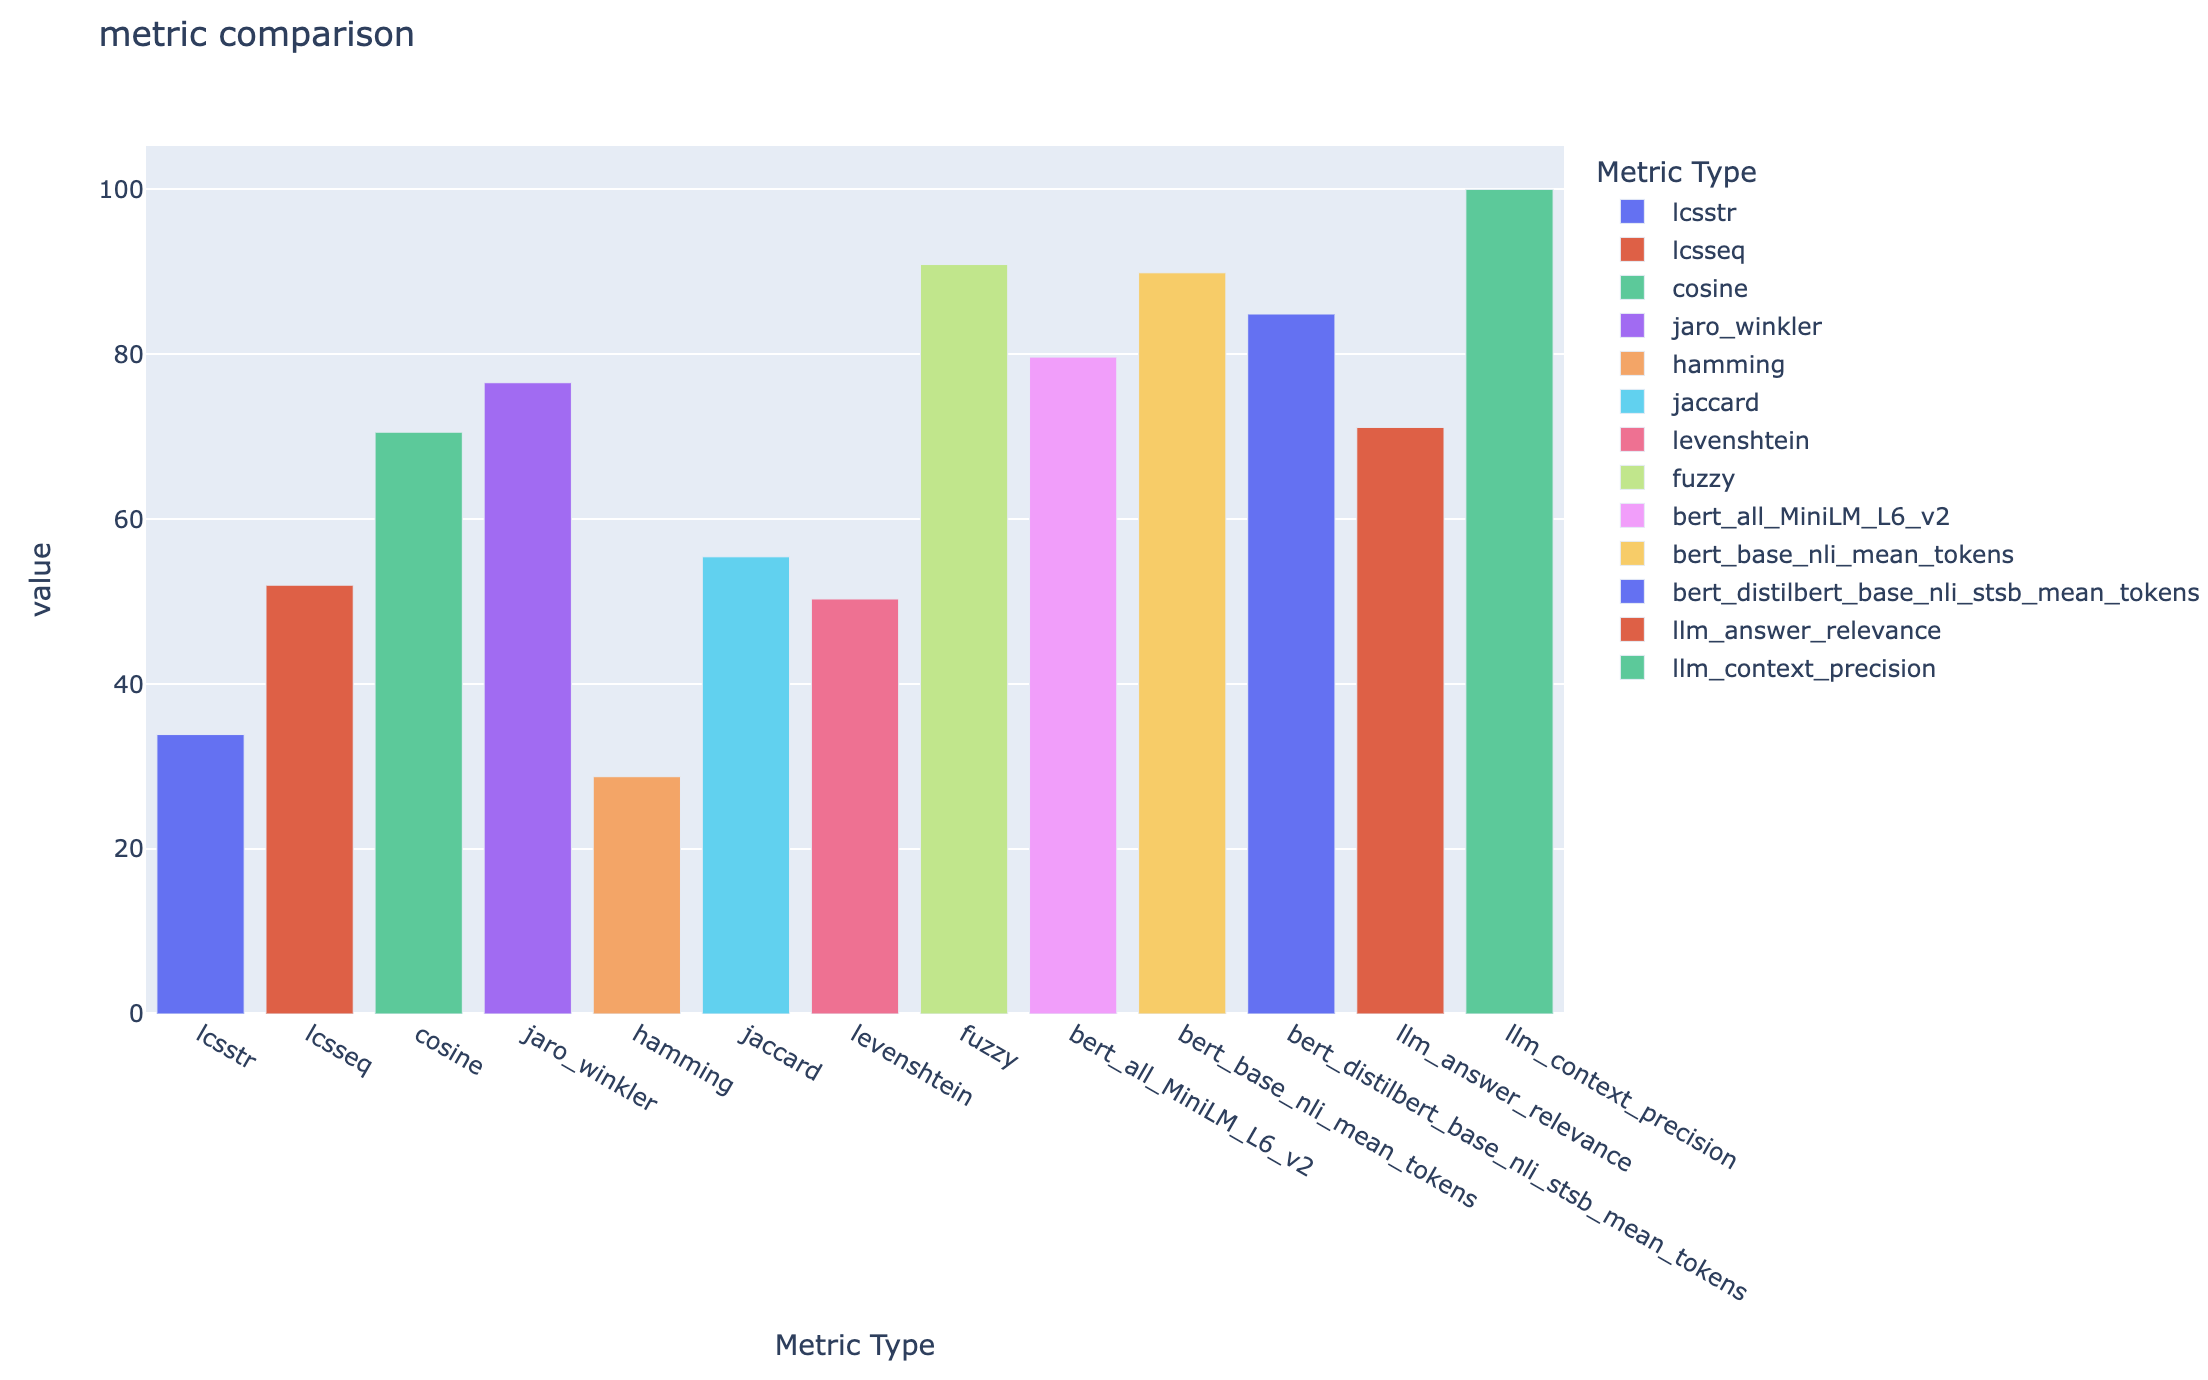 metric comparison
value
100
80
60
40
20
0
lcsstr
lcsseq
cosine
jaro_winkler
hamming
jaccard
levenshtein
fuzzy
bert_all_MiniLM_L6_v2
bert_base_nli_mean_tokens
bert_distilbert_base_nli_stsb_mean_tokens
llm_answer_relevance
llm_context_precision
Metric Type
Metric Type
lcsstr
lcsseq
cosine
jaro_winkler
hamming
jaccard
levenshtein
fuzzy
bert_all_MiniLM_L6_v2
bert_base_nli_mean_tokens
bert_distilbert_base_nli_stsb_mean_tokens
llm_answer_relevance
llm_context_precision